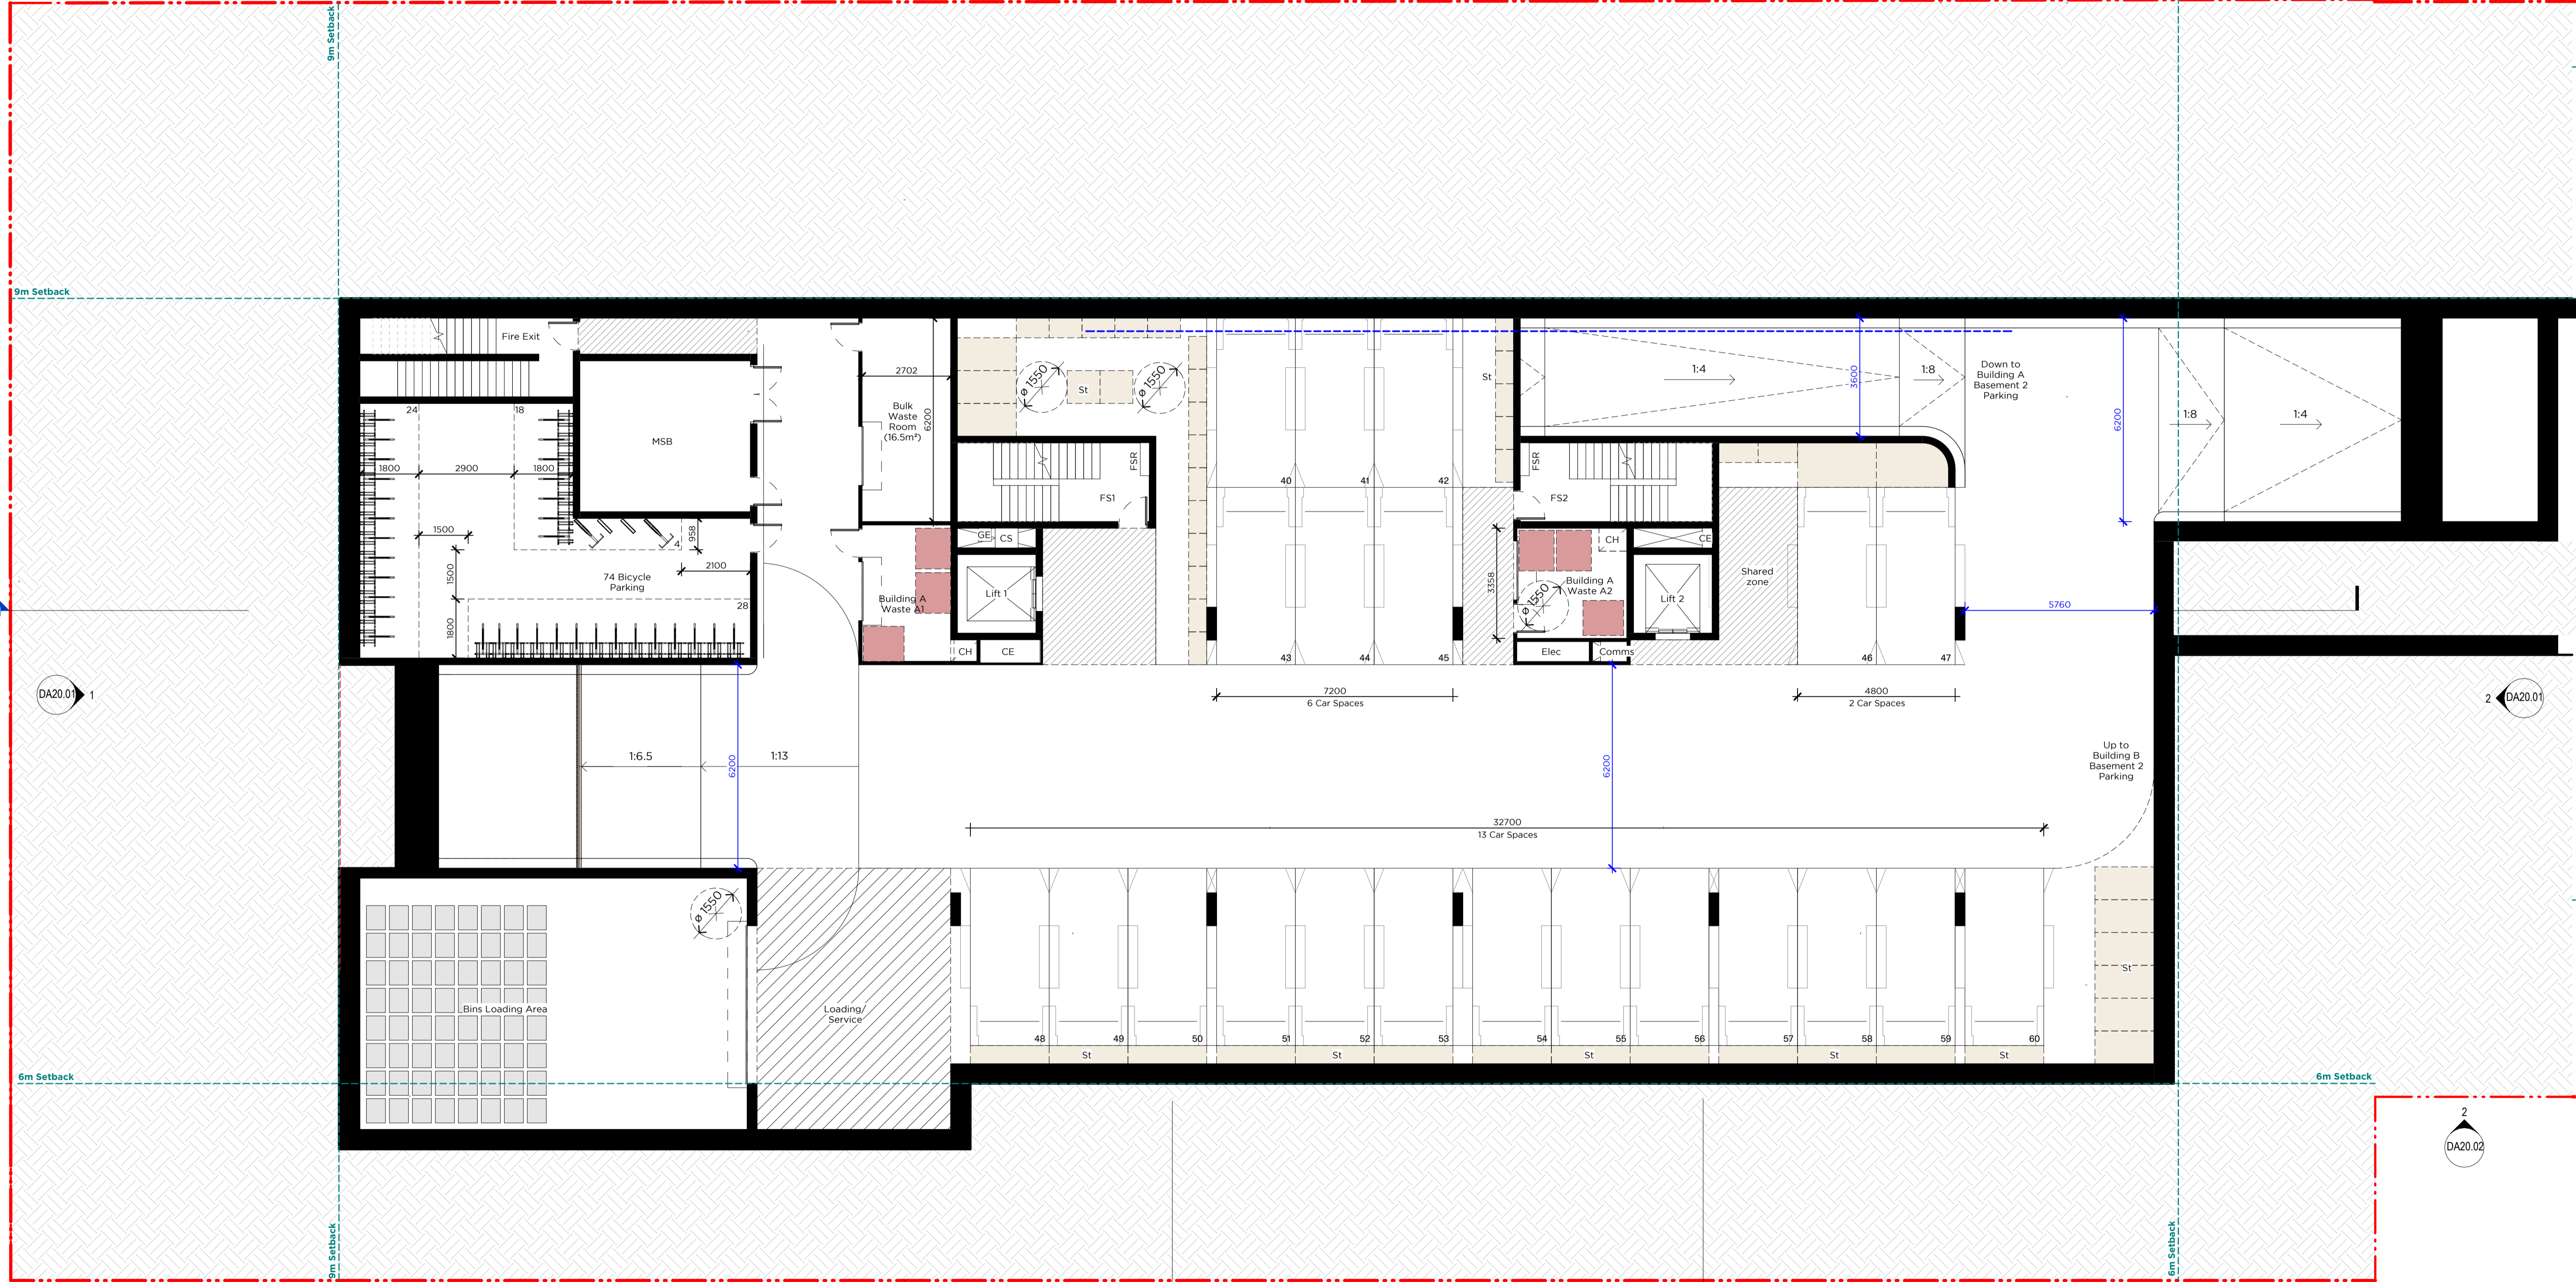 9m Setback
9m Setback
Fire Exit
24
18
1800
2900
1800
1500
1500
1800
958
4
2100
28
74 Bicycle
Parking
MSB
2702
6200
Bulk
Waste
Room
(16.5m²)
ø 1550
St
ø 1550
FSR
FS1
GE
CS
Lift 1
Building A
Waste A1
CH
CE
40
41
42
43
44
45
St
7200
6 Car Spaces
FSR
FS2
3358
CH
CE
Building A
Waste A2
ø 1550
Lift 2
Elec
Comms
Shared
zone
46
47
4800
2 Car Spaces
1:4
3600
1:8
Down to
Building A
Basement 2
Parking
6200
1:8
1:4
5760
DA20.01
1
2
DA20.01
1:6.5
1:13
6200
6200
Up to
Building B
Basement 2
Parking
32700
13 Car Spaces
ø 1550
Bins Loading Area
Loading/
Service
48
49
50
51
52
53
54
55
56
57
58
59
60
St
St
St
St
St
St
6m Setback
6m Setback
2
DA20.02
9m Setback
6m Setback